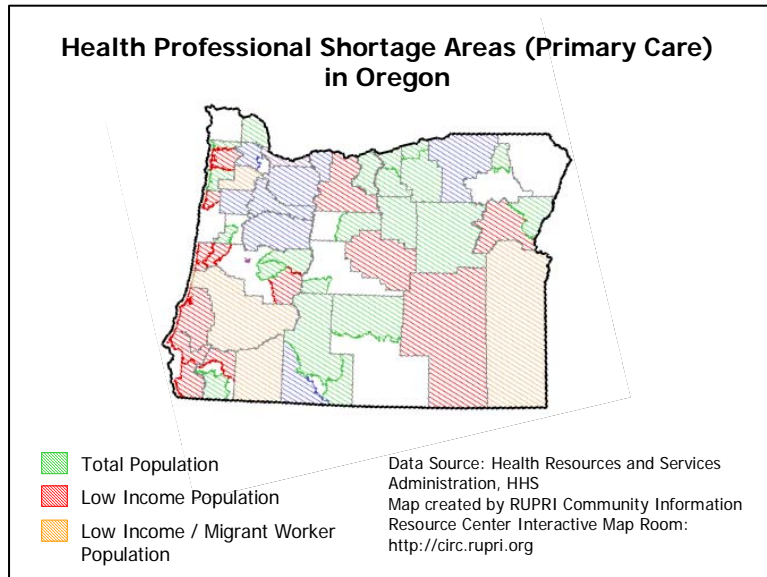 Health Professional Shortage Areas (Primary Care)
in Oregon
Total Population
Low Income Population
Low Income / Migrant Worker
Population
Data Source: Health Resources and Services
Administration, HHS
Map created by RUPRI Community Information
Resource Center Interactive Map Room:
http://circ.rupri.org